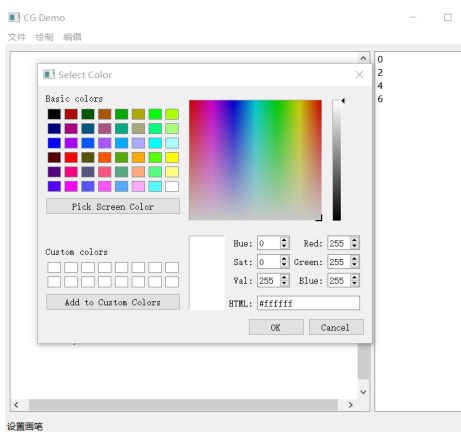 CG Demo
文件 绘制 编辑
Select Color
Basic colors
Pick Screen Color
Custom colors
Add to Custom Colors
Hue: 0 Red: 255
Sat: 0 Green: 255
Val: 255 Blue: 255
HTML: #ffffff
OK Cancel
0
2
4
6
设置画笔